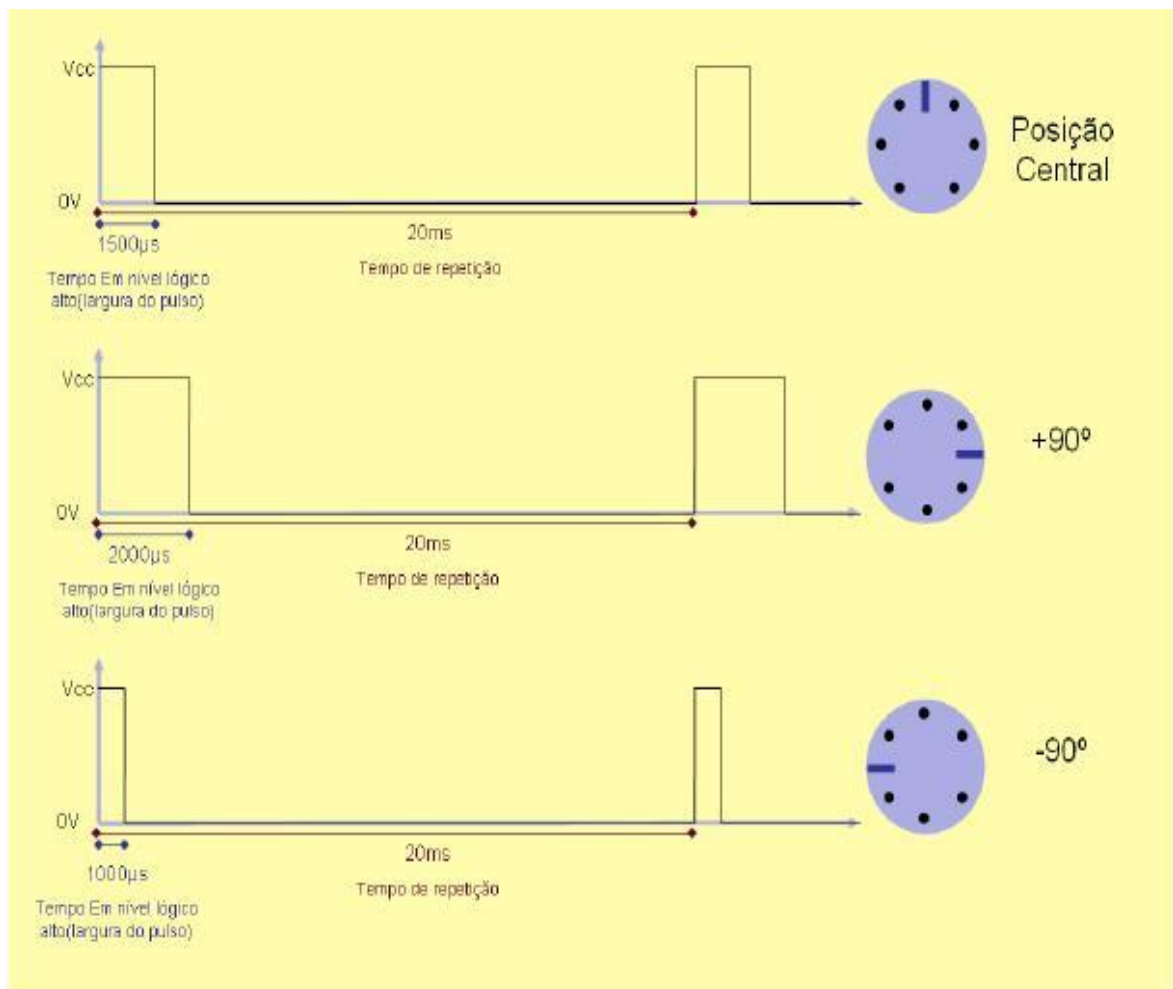 Vcc
0V
1500µs
Tempo Em nível lógico
alto(largura do pulso)
20ms
Tempo de repetição
Posição
Central
Vcc
0V
2000µs
Tempo Em nível lógico
alto(largura do pulso)
20ms
Tempo de repetição
+90º
Vcc
0V
1000µs
Tempo Em nível lógico
alto(largura do pulso)
20ms
Tempo de repetição
-90º